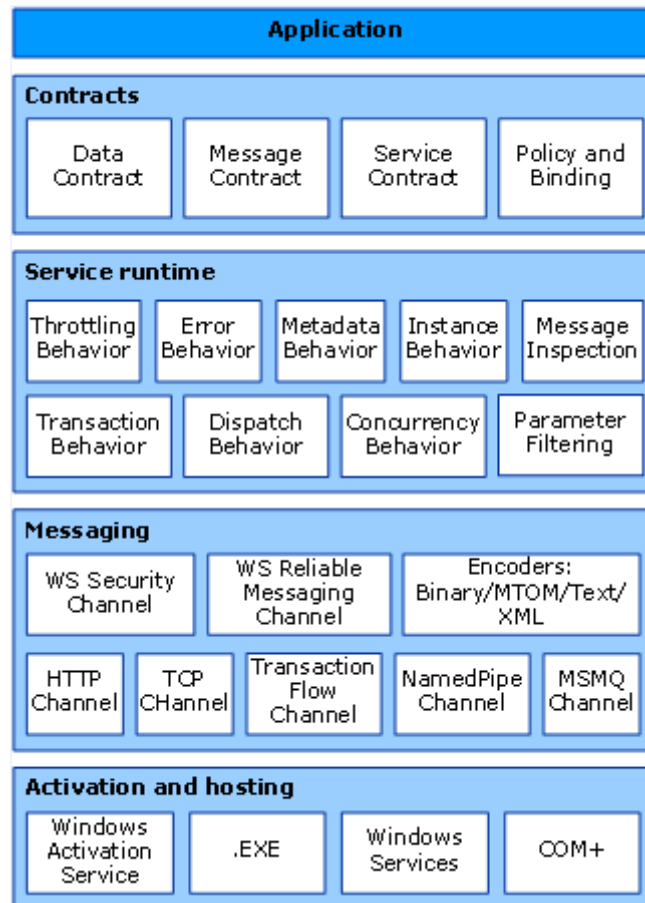 Application
Contracts
Data
Contract
Message
Contract
Service
Contract
Policy and
Binding
Service runtime
Throttling
Behavior
Error
Behavior
Metadata
Behavior
Instance
Behavior
Message
Inspection
Transaction
Behavior
Dispatch
Behavior
Concurrency
Behavior
Parameter
Filtering
Messaging
WS Security
Channel
WS Reliable
Messaging
Channel
Encoders:
Binary/MTOM/Text/
XML
HTTP
Channel
TCP
CHannel
Transaction
Flow
Channel
NamedPipe
Channel
MSMQ
Channel
Activation and hosting
Windows
Activation
Service
.EXE
Windows
Services
COM+